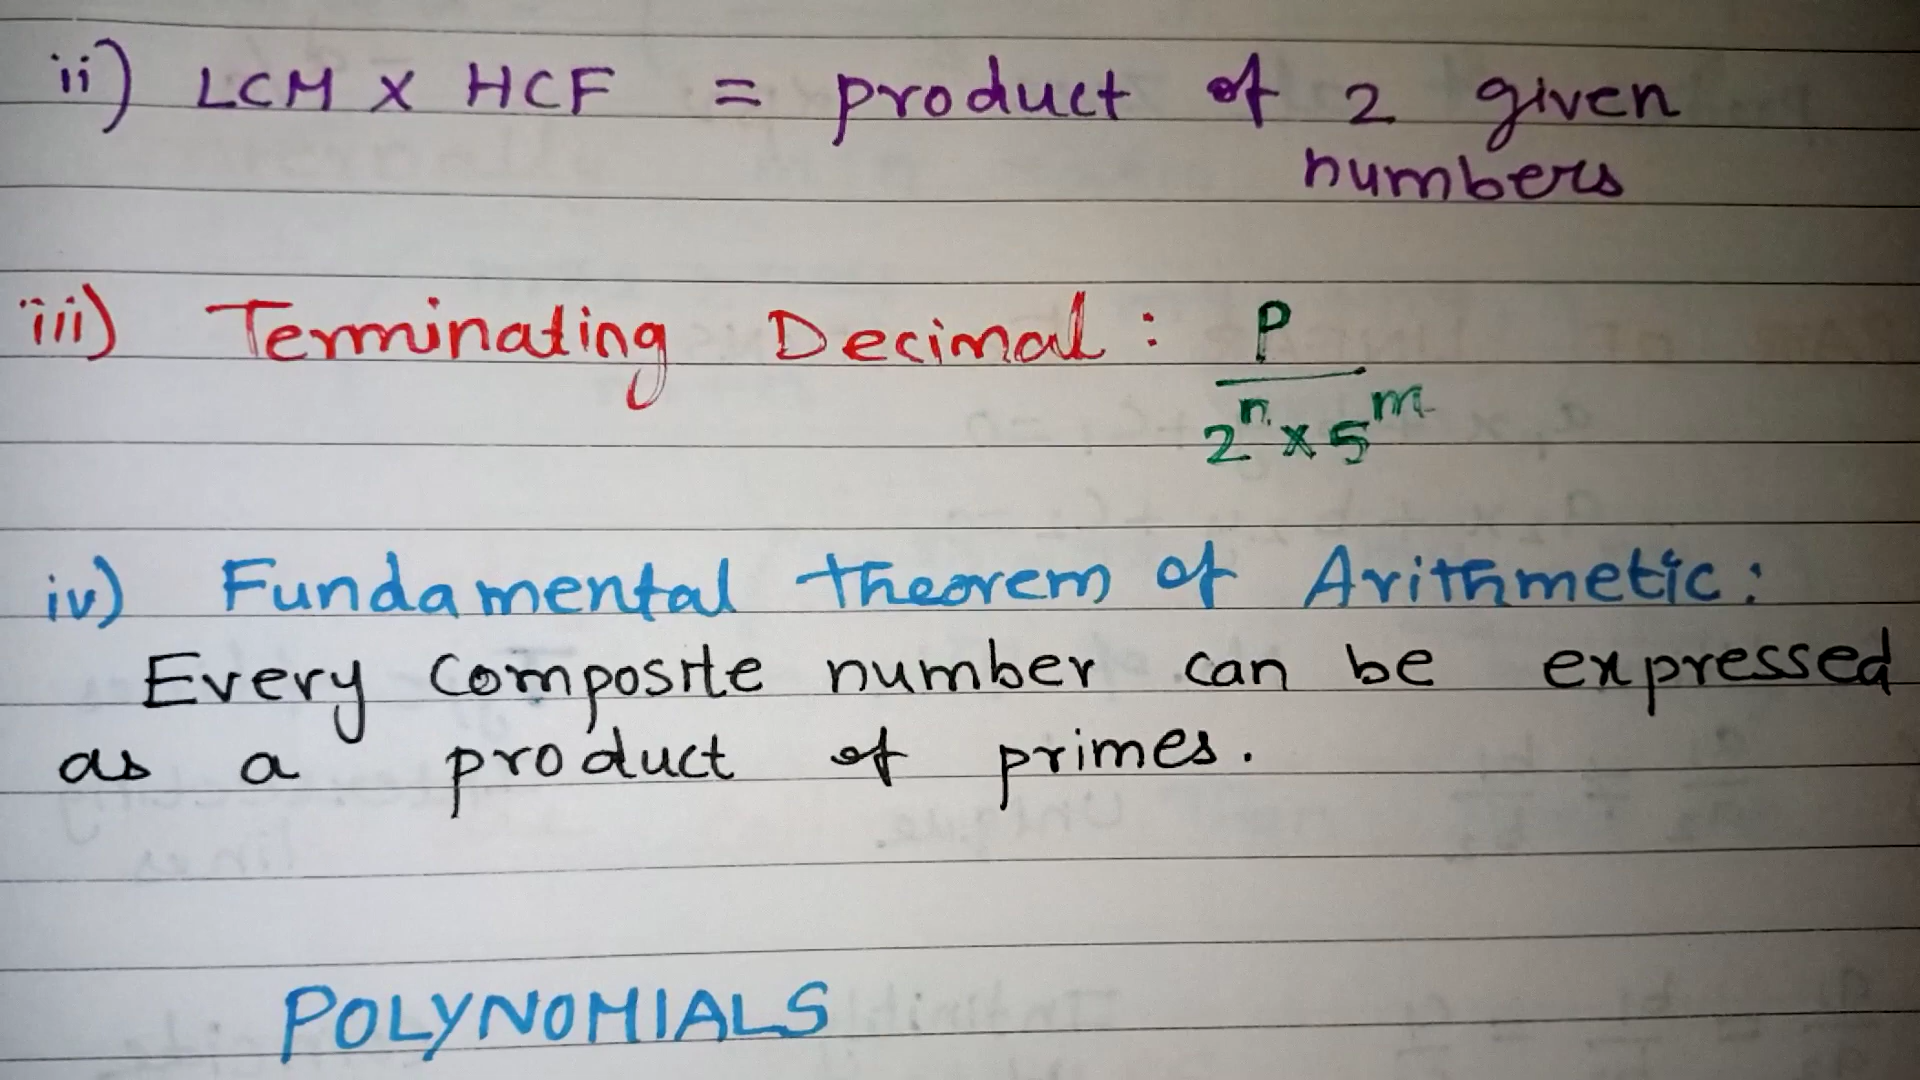 ii) LCM x HCF = product of 2 given
numbers
iii) Terminating Decimal : P
2^n x 5^m
iv) Fundamental theorem of Arithmetic :
Every composite number can be expressed
as a product of primes.
POLYNOMIALS